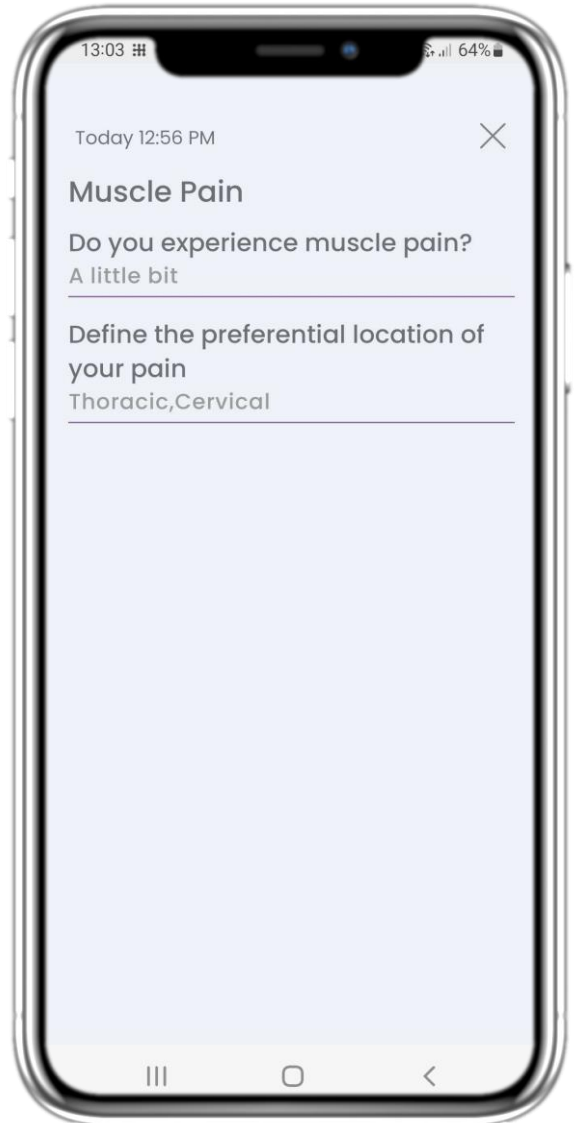 13:03
64%
Today 12:56 PM
Muscle Pain
Do you experience muscle pain?
A little bit
Define the preferential location of
your pain
Thoracic,Cervical